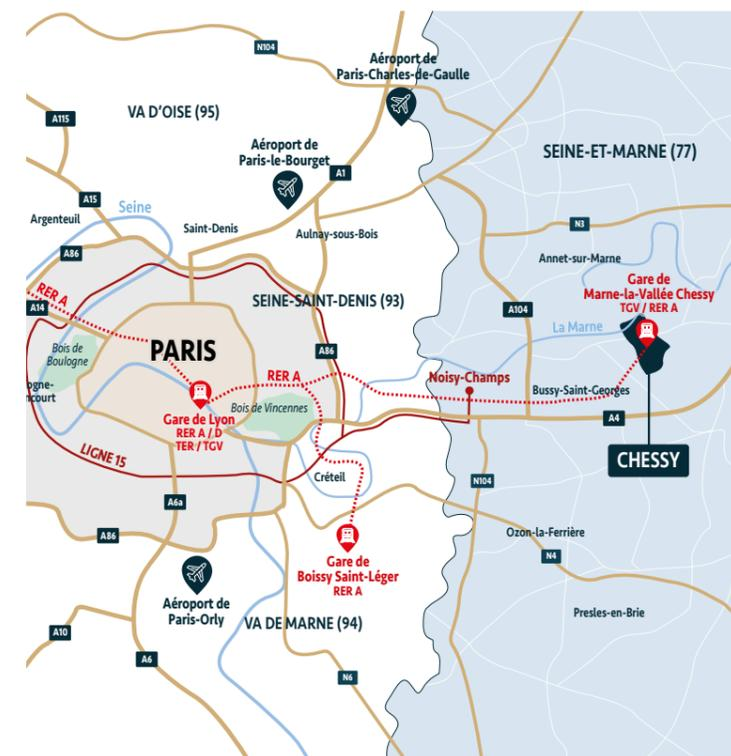 N104
Aéroport de
Paris-Charles-de-Gaulle
VA D'OISE (95)
A115
Aéroport de
Paris-le-Bourget
A1
SEINE-ET-MARNE (77)
A15
Argenteuil
Seine
Saint-Denis
Aulnay-sous-Bois
N3
A86
Annet-sur-Marne
Gare de
Marne-la-Vallée Chessy
TGV / RER A
RER A
A14
SEINE-SAINT-DENIS (93)
A104
La Marne
Bois de
Boulogne
PARIS
A86
RER A
Noisy-Champs
Bussy-Saint-Georges
ogne-
ncourt
Gare de Lyon
RER A / D
TER / TGV
Bois de Vincennes
A4
LIGNE 15
CHESSY
Créteil
N104
A6a
A86
Ozon-la-Ferrière
N4
Gare de
Boissy Saint-Léger
RER A
Aéroport de
Paris-Orly
VA DE MARNE (94)
Presles-en-Brie
A10
A6
N6